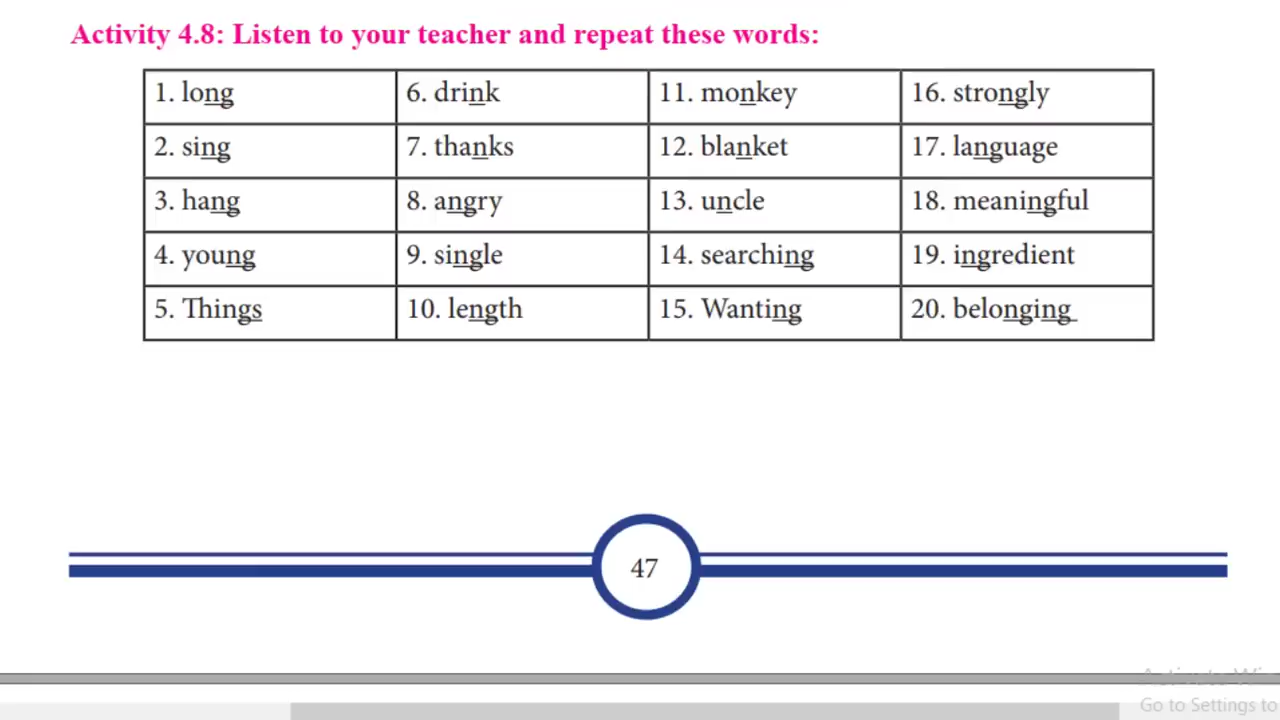 Activity 4.8: Listen to your teacher and repeat these words:
1. long 6. drink 11. monkey 16. strongly
2. sing 7. thanks 12. blanket 17. language
3. hang 8. angry 13. uncle 18. meaningful
4. young 9. single 14. searching 19. ingredient
5. Things 10. length 15. Wanting 20. belonging
47
Go to Settings to